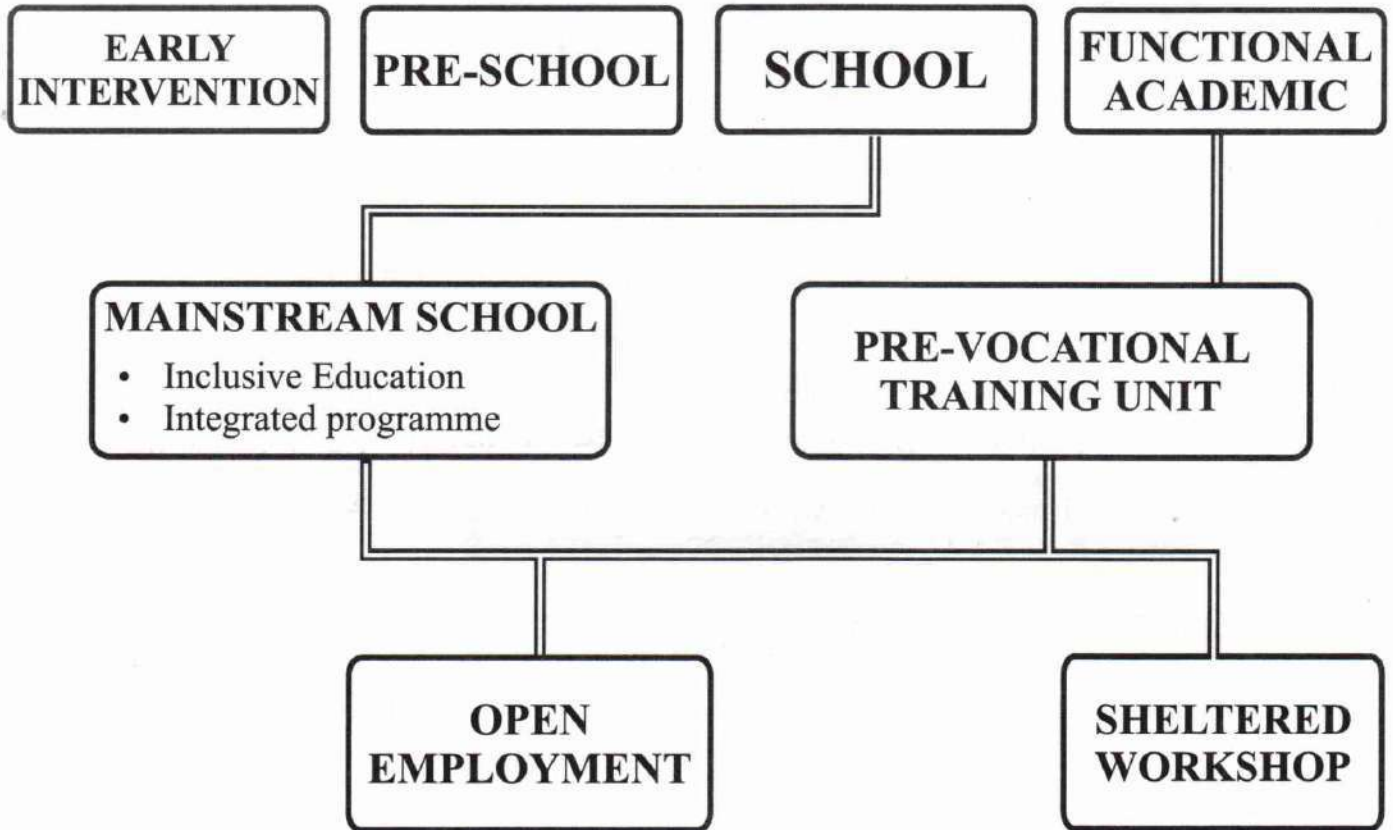 EARLY
INTERVENTION
PRE-SCHOOL
SCHOOL
FUNCTIONAL
ACADEMIC
MAINSTREAM SCHOOL
• Inclusive Education
• Integrated programme
PRE-VOCATIONAL
TRAINING UNIT
OPEN
EMPLOYMENT
SHELTERED
WORKSHOP